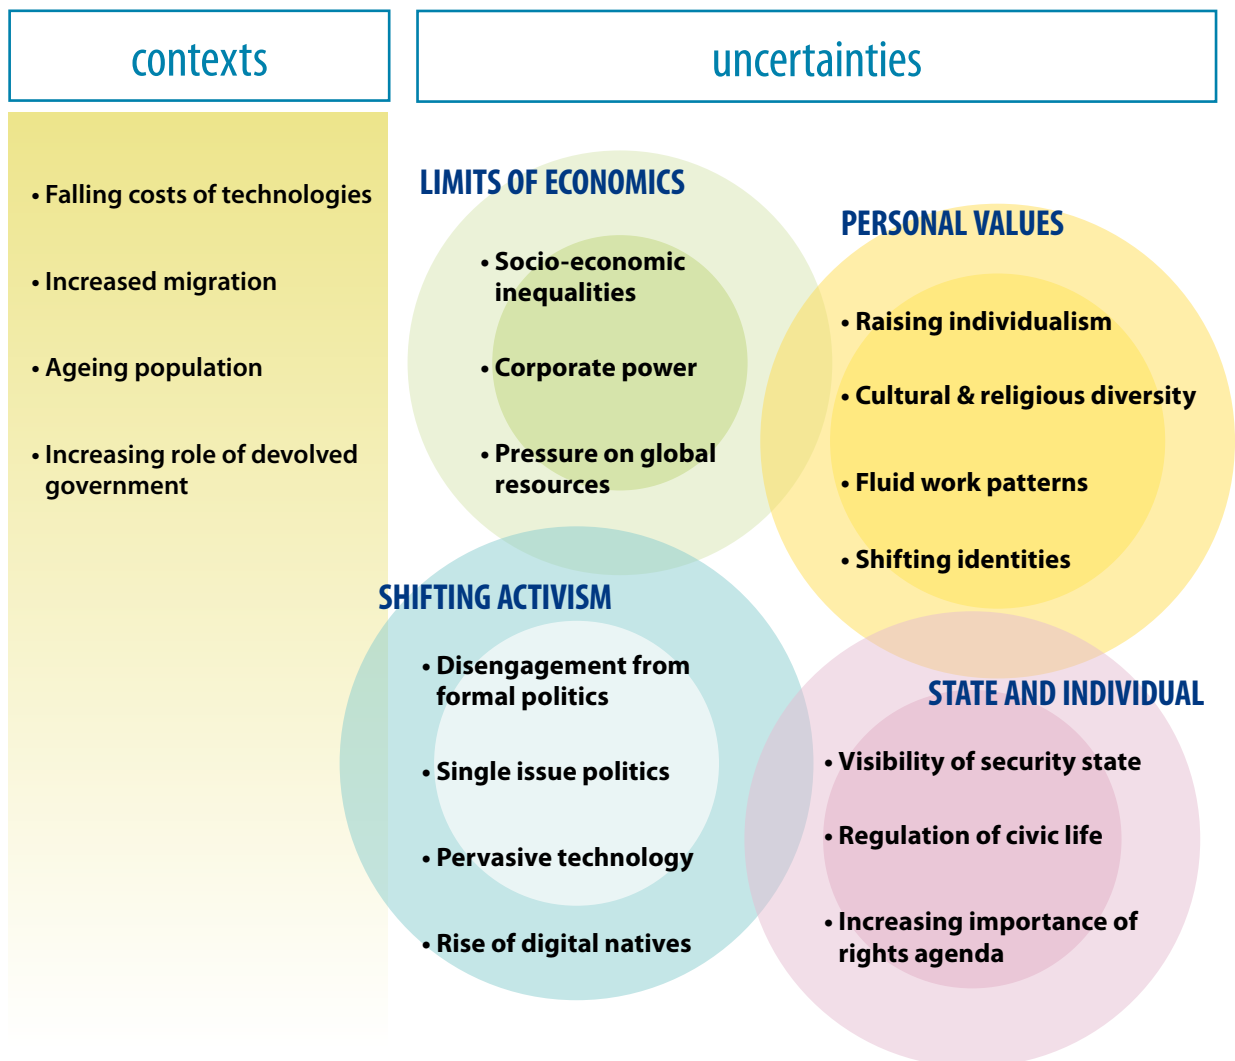 contexts
• Falling costs of technologies
• Increased migration
• Ageing population
• Increasing role of devolved
government
uncertainties
LIMITS OF ECONOMICS
• Socio-economic
inequalities
• Corporate power
• Pressure on global
resources
PERSONAL VALUES
• Raising individualism
• Cultural & religious diversity
• Fluid work patterns
• Shifting identities
SHIFTING ACTIVISM
• Disengagement from
formal politics
• Single issue politics
• Pervasive technology
• Rise of digital natives
STATE AND INDIVIDUAL
• Visibility of security state
• Regulation of civic life
• Increasing importance of
rights agenda